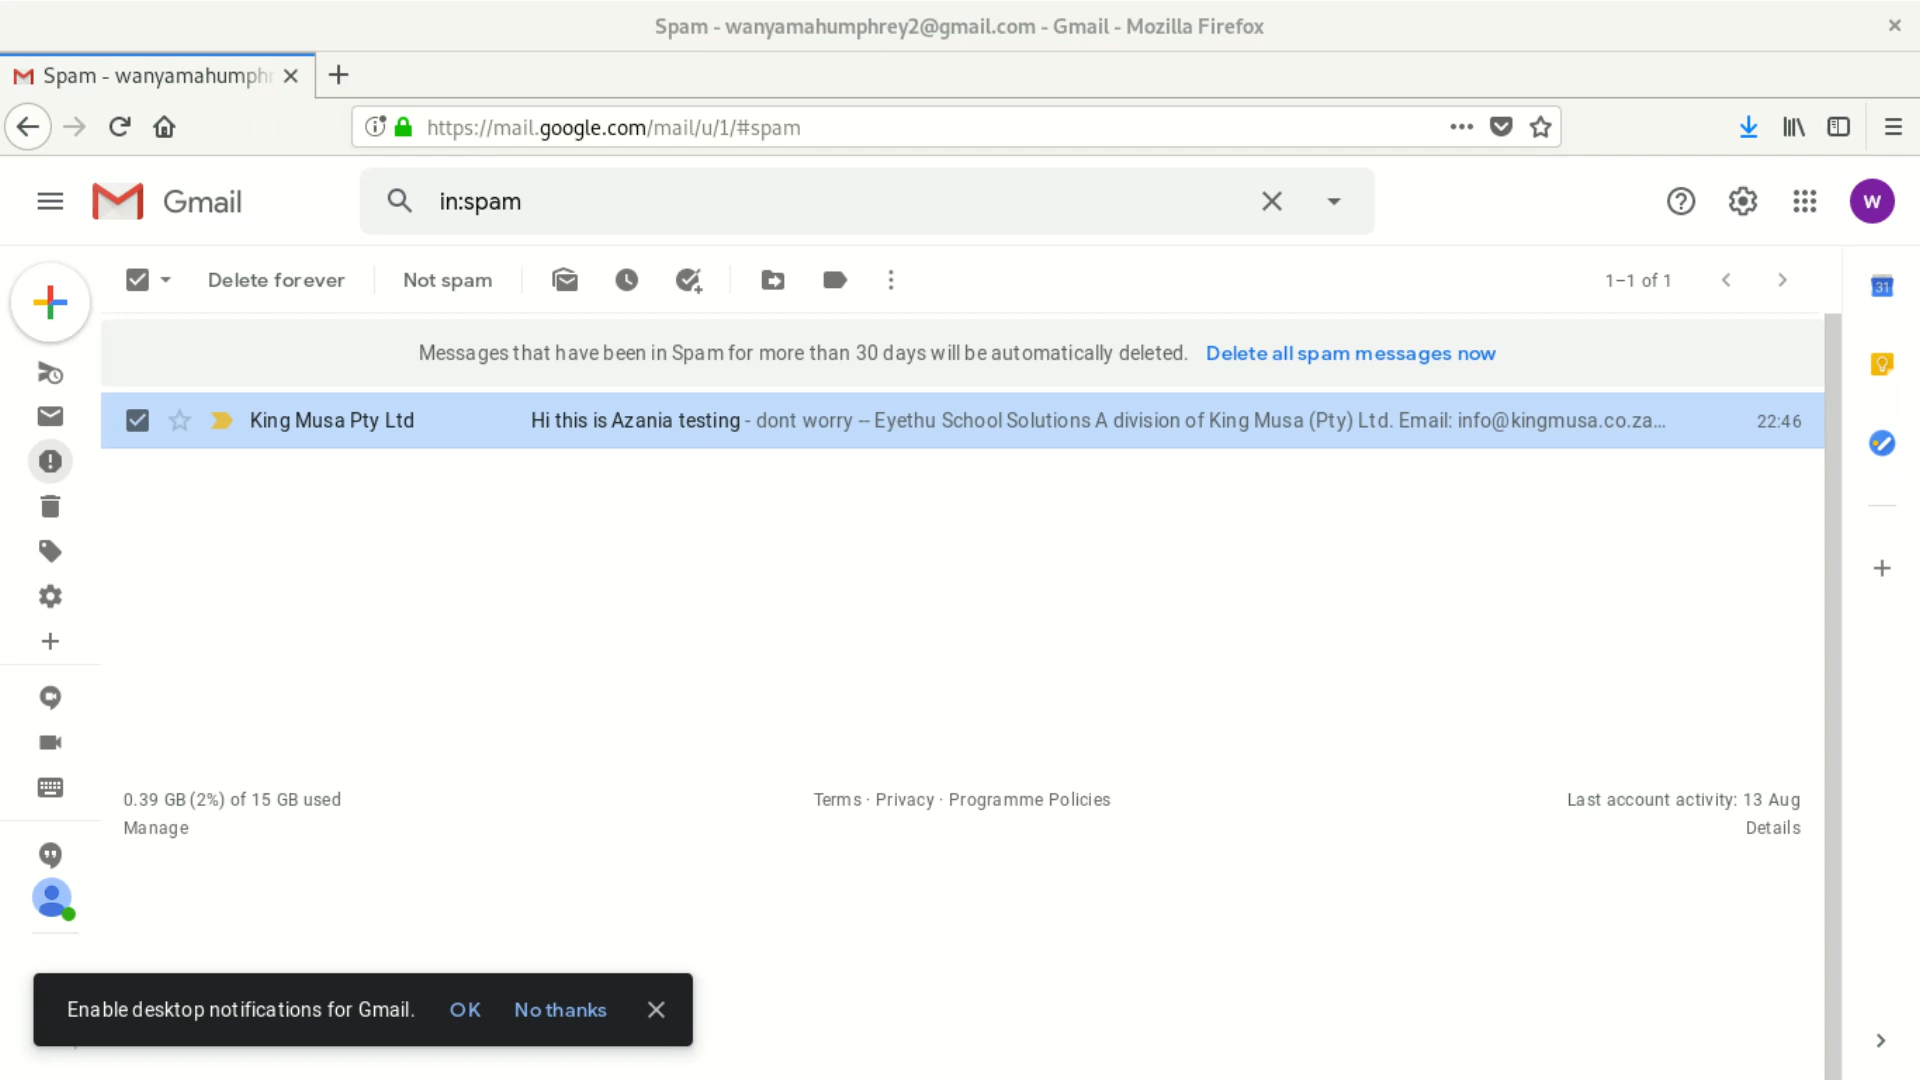 Spam - wanyamahumphrey2@gmail.com - Gmail - Mozilla Firefox
Spam - wanyamahumphr
https://mail.google.com/mail/u/1/#spam
Gmail
in:spam
W
Delete forever
Not spam
1–1 of 1
31
Messages that have been in Spam for more than 30 days will be automatically deleted. Delete all spam messages now
King Musa Pty Ltd Hi this is Azania testing - dont worry -- Eyethu School Solutions A division of King Musa (Pty) Ltd. Email: info@kingmusa.co.za... 22:46
0.39 GB (2%) of 15 GB used
Manage
Terms · Privacy · Programme Policies
Last account activity: 13 Aug
Details
Enable desktop notifications for Gmail. OK No thanks